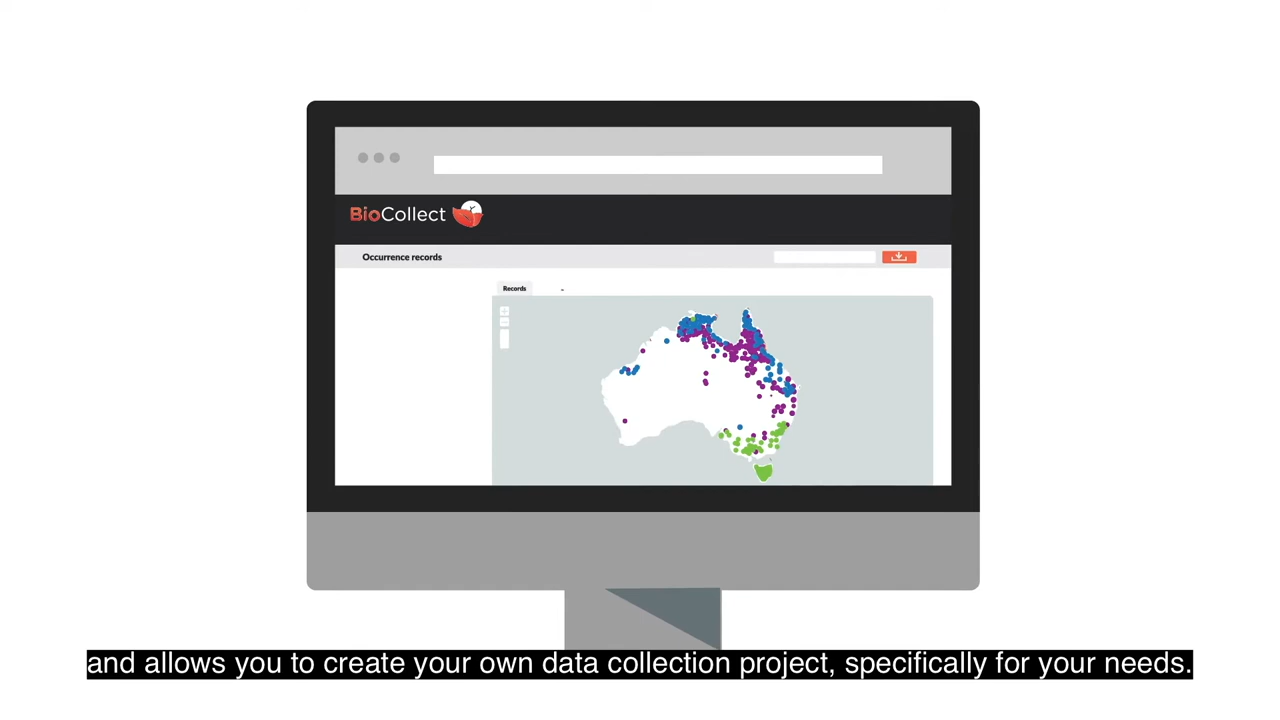 BioCollect
Occurrence records
Records
and allows you to create your own data collection project, specifically for your needs.